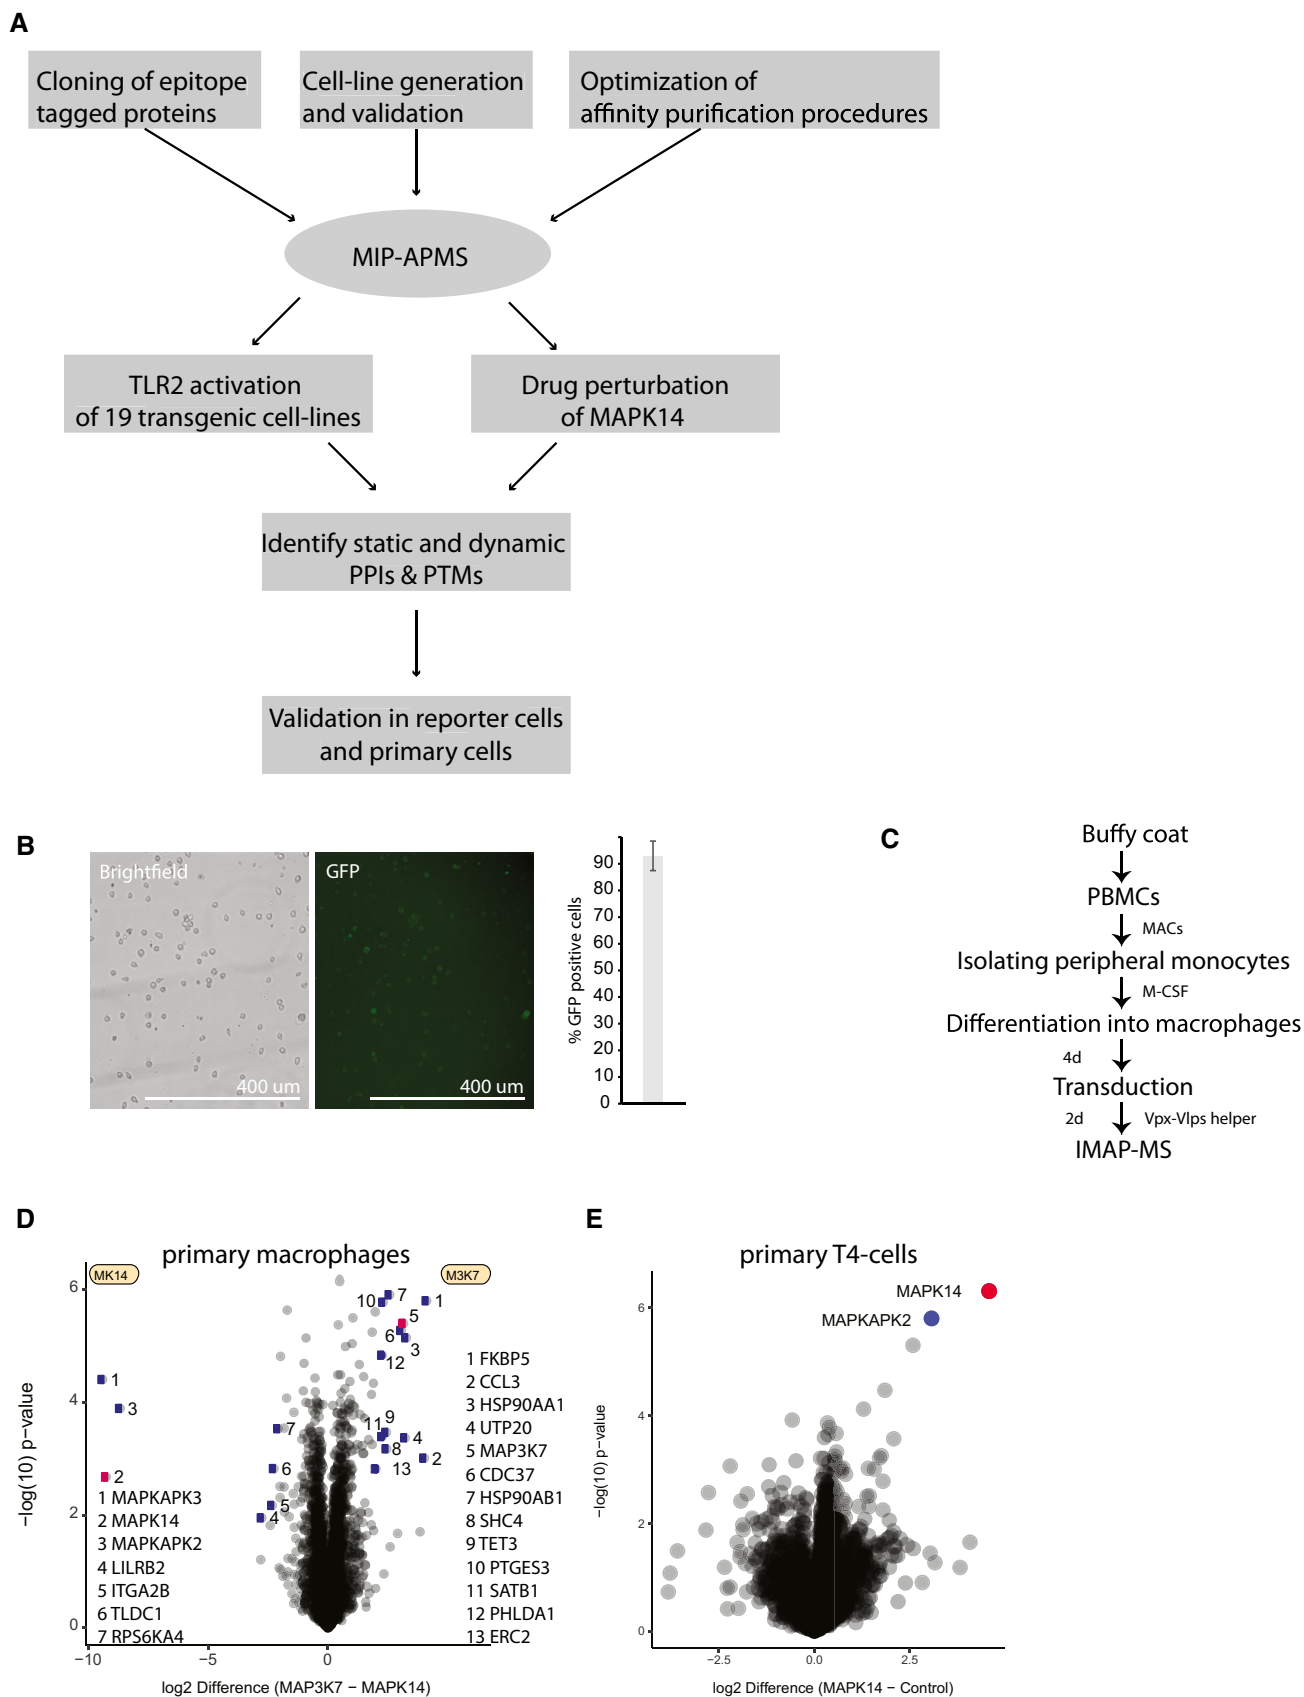 A
Cloning of epitope
tagged proteins
Cell-line generation
and validation
Optimization of
affinity purification procedures
MIP-APMS
TLR2 activation
of 19 transgenic cell-lines
Drug perturbation
of MAPK14
Identify static and dynamic
PPIs & PTMs
Validation in reporter cells
and primary cells
B
Brightfield
400 um
GFP
400 um
% GFP positive cells
90
80
70
60
50
40
30
20
10
0
C
Buffy coat
PBMCs
MACs
Isolating peripheral monocytes
M-CSF
Differentiation into macrophages
4d
Transduction
2d Vpx-Vlps helper
IMAP-MS
D
primary macrophages
MK14
M3K7
−log(10) p−value
6
4
2
0
1
3
2
7
6
5
4
10
7
1
5
6
3
12
9
11
4
8
2
13
1 MAPKAPK3
2 MAPK14
3 MAPKAPK2
4 LILRB2
5 ITGA2B
6 TLDC1
7 RPS6KA4
1 FKBP5
2 CCL3
3 HSP90AA1
4 UTP20
5 MAP3K7
6 CDC37
7 HSP90AB1
8 SHC4
9 TET3
10 PTGES3
11 SATB1
12 PHLDA1
13 ERC2
−10 −5 0
log2 Difference (MAP3K7 − MAPK14)
E
primary T4-cells
MAPK14
MAPKAPK2
−log(10) p−value
6
4
2
0
−2.5 0.0 2.5
log2 Difference (MAPK14 − Control)